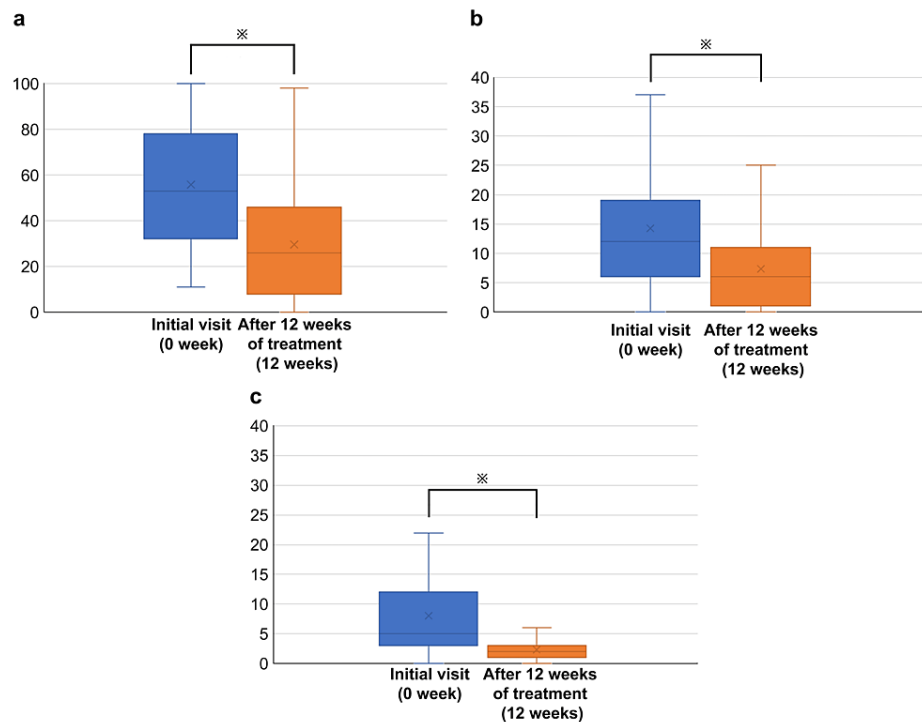 a
※
100
80
60
40
20
0
Initial visit
(0 week)
After 12 weeks
of treatment
(12 weeks)
b
※
40
35
30
25
20
15
10
5
0
Initial visit
(0 week)
After 12 weeks
of treatment
(12 weeks)
c
※
40
35
30
25
20
15
10
5
0
Initial visit
(0 week)
After 12 weeks
of treatment
(12 weeks)